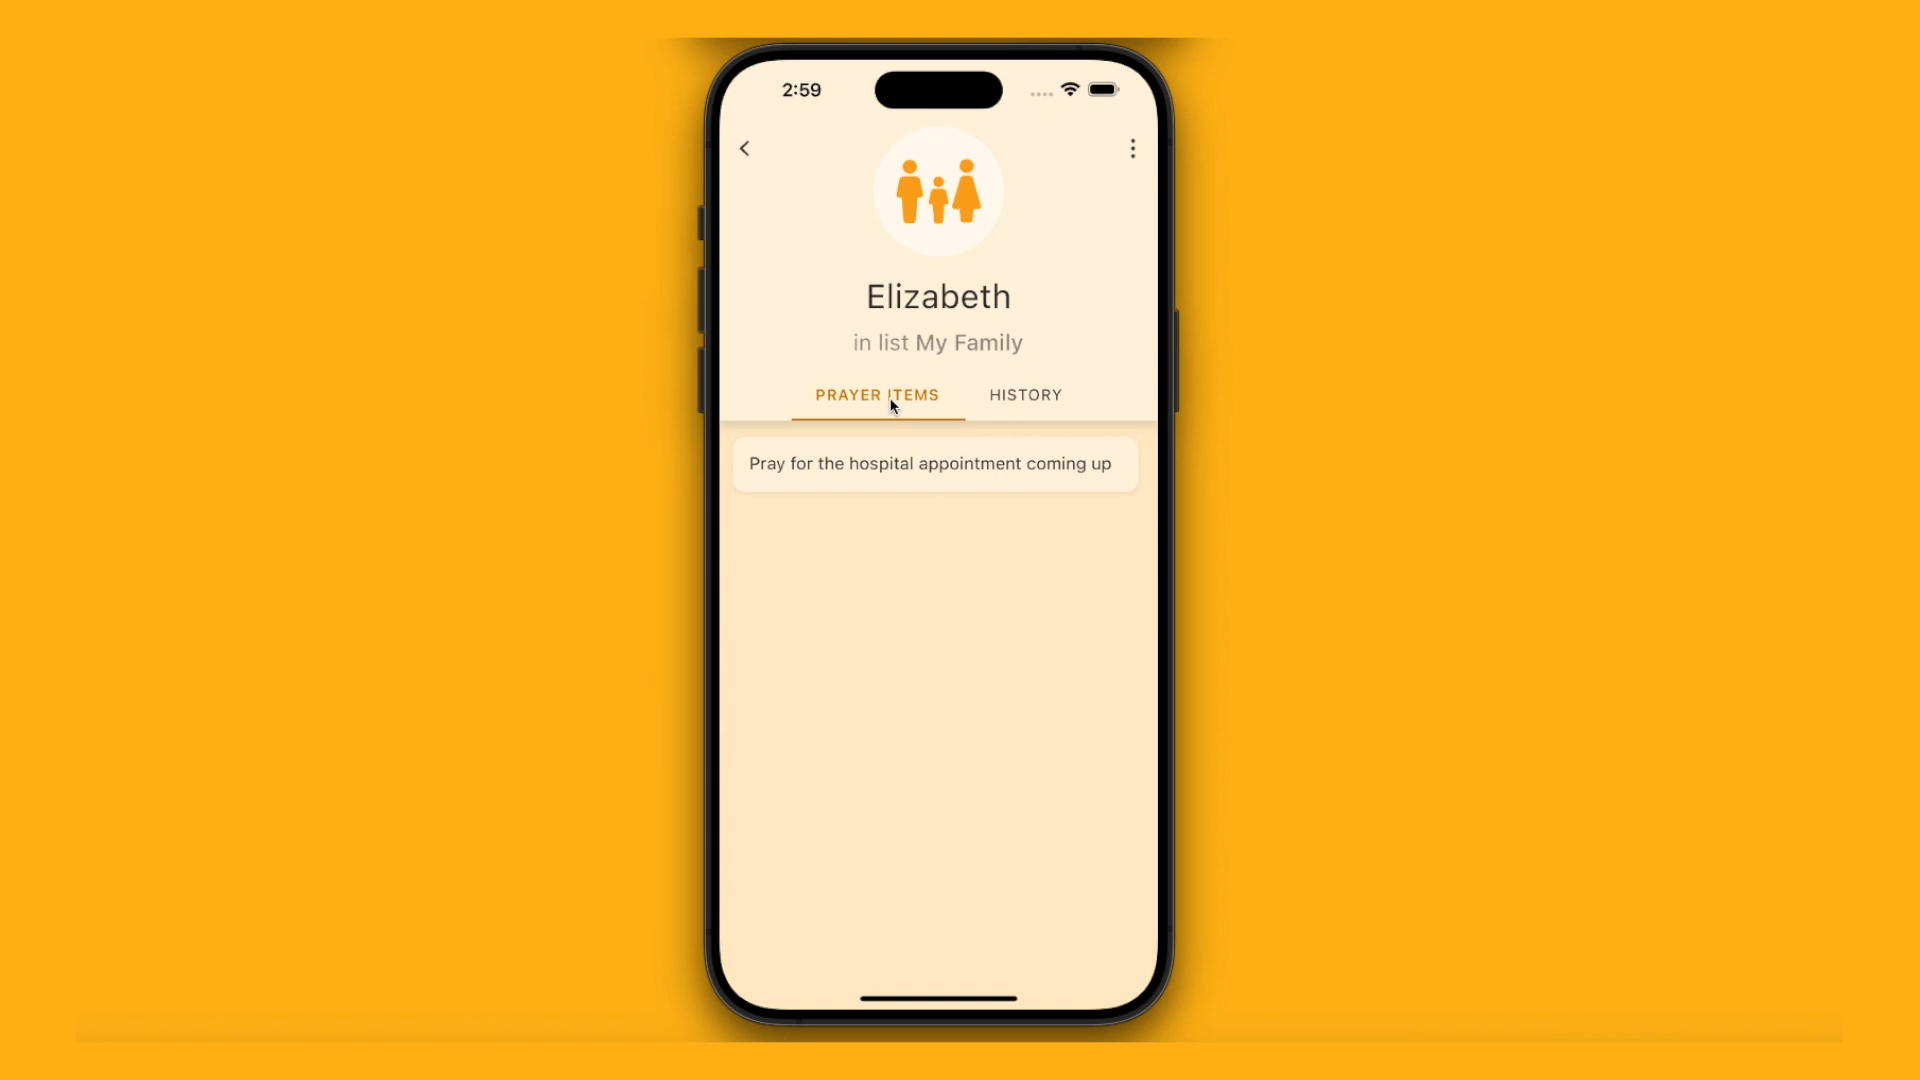 2:59
Elizabeth
in list My Family
PRAYER ITEMS
HISTORY
Pray for the hospital appointment coming up